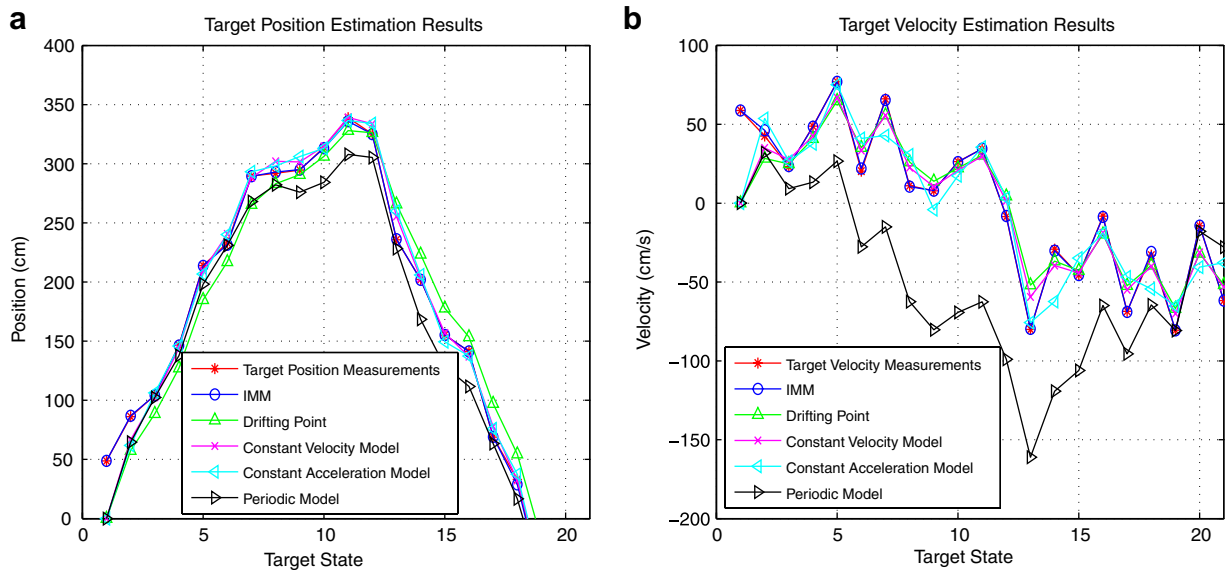 a
Target Position Estimation Results
Position (cm)
400
350
300
250
200
150
100
50
0
0 5 10 15 20
Target State
Target Position Measurements
IMM
Drifting Point
Constant Velocity Model
Constant Acceleration Model
Periodic Model
b
Target Velocity Estimation Results
Velocity (cm/s)
100
50
0
−50
−100
−150
−200
0 5 10 15 20
Target State
Target Velocity Measurements
IMM
Drifting Point
Constant Velocity Model
Constant Acceleration Model
Periodic Model